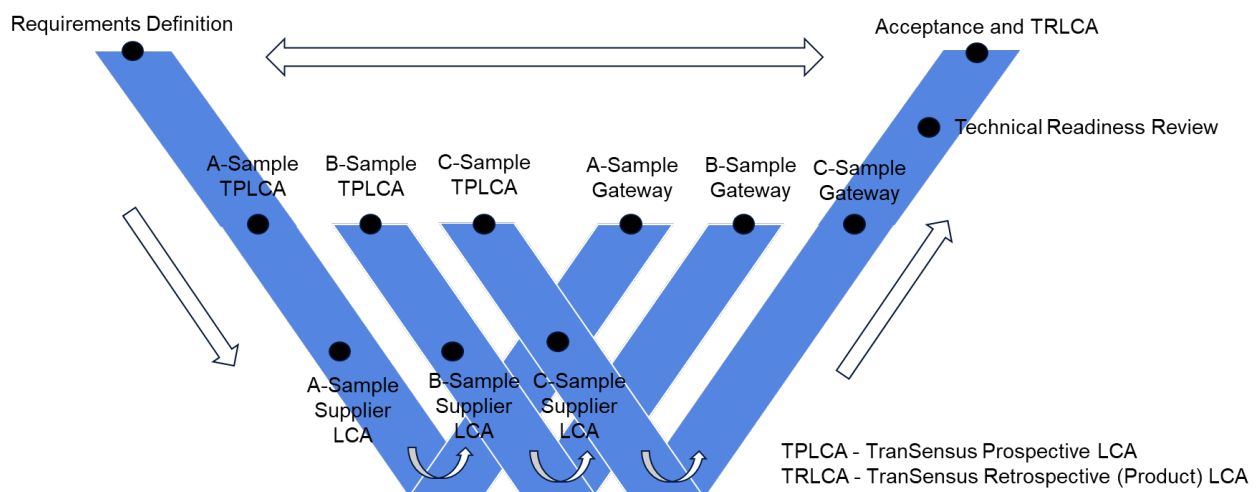 Requirements Definition
Acceptance and TRLCA
Technical Readiness Review
A-Sample
TPLCA
B-Sample
TPLCA
C-Sample
TPLCA
A-Sample
Gateway
B-Sample
Gateway
C-Sample
Gateway
A-Sample
Supplier
LCA
B-Sample
Supplier
LCA
C-Sample
Supplier
LCA
TPLCA - TranSensus Prospective LCA
TRLCA - TranSensus Retrospective (Product) LCA